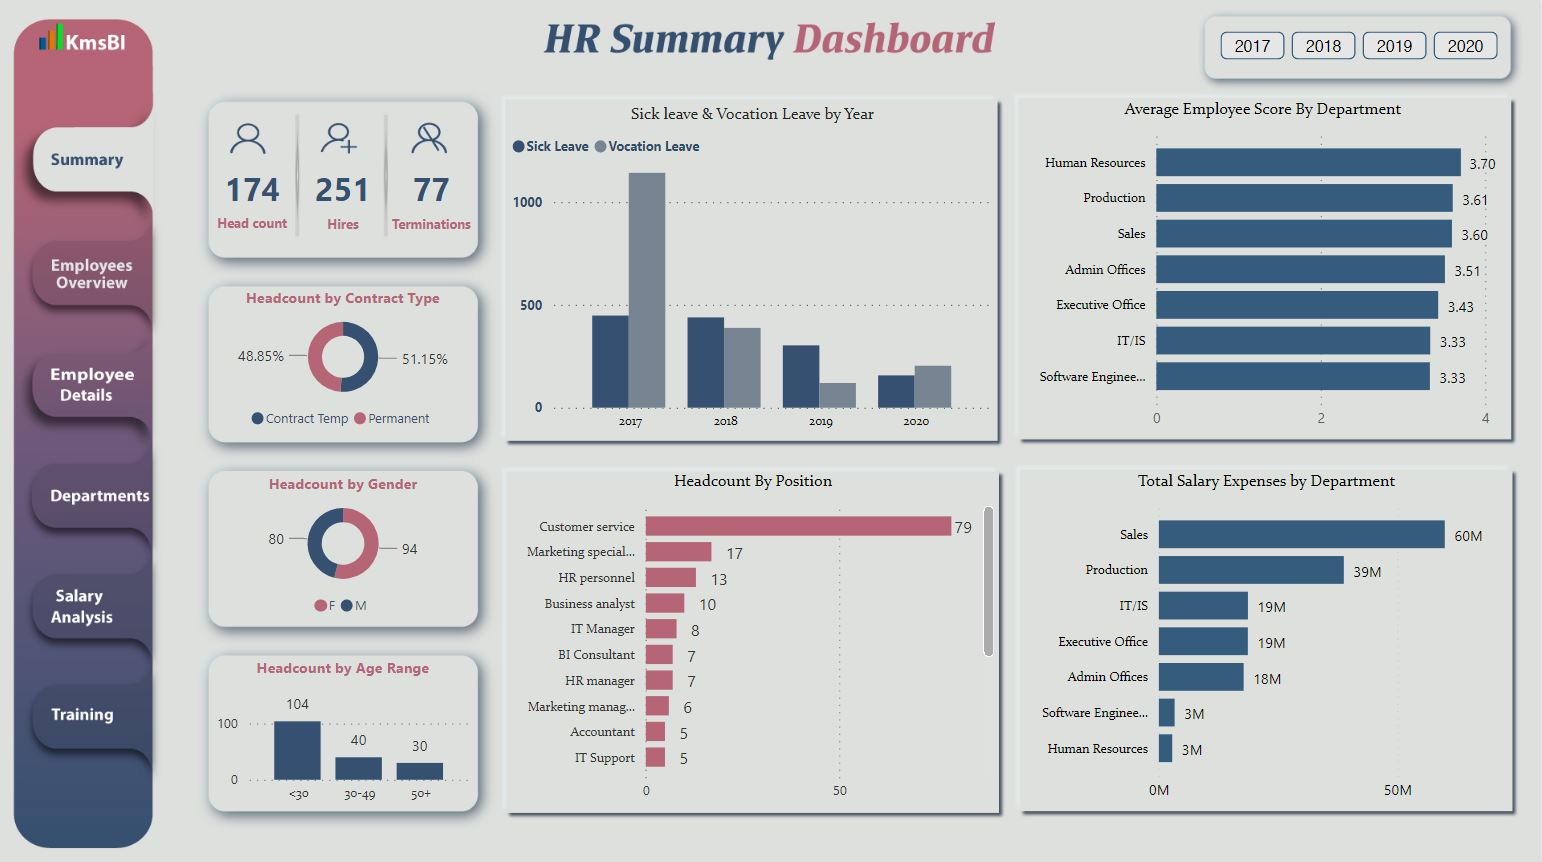 KmsBI
HR Summary Dashboard
2017 2018 2019 2020
Summary
Employees
Overview
Employee
Details
Departments
Salary
Analysis
Training
174 251 77
Head count Hires Terminations
Headcount by Contract Type
48.85% 51.15%
Contract Temp Permanent
Headcount by Gender
80 94
F M
Headcount by Age Range
104
100
40
30
0
<30 30-49 50+
Sick leave & Vocation Leave by Year
Sick Leave Vocation Leave
1000
500
0
2017 2018 2019 2020
Average Employee Score By Department
Human Resources 3.70
Production 3.61
Sales 3.60
Admin Offices 3.51
Executive Office 3.43
IT/IS 3.33
Software Enginee... 3.33
0 2 4
Headcount By Position
Customer service 79
Marketing special... 17
HR personnel 13
Business analyst 10
IT Manager 8
BI Consultant 7
HR manager 7
Marketing manag... 6
Accountant 5
IT Support 5
0 50
Total Salary Expenses by Department
Sales 60M
Production 39M
IT/IS 19M
Executive Office 19M
Admin Offices 18M
Software Enginee... 3M
Human Resources 3M
0M 50M